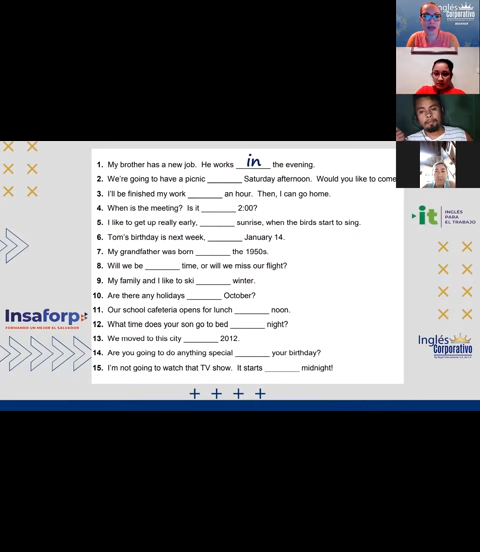 Inglés
Corporativo
1. My brother has a new job. He works in the evening.
2. We're going to have a picnic ________ Saturday afternoon. Would you like to come
3. I'll be finished my work ________ an hour. Then, I can go home.
4. When is the meeting? Is it ________ 2:00?
5. I like to get up really early, ________ sunrise, when the birds start to sing.
6. Tom's birthday is next week, ________ January 14.
7. My grandfather was born ________ the 1950s.
8. Will we be ________ time, or will we miss our flight?
9. My family and I like to ski ________ winter.
10. Are there any holidays ________ October?
11. Our school cafeteria opens for lunch ________ noon.
12. What time does your son go to bed ________ night?
13. We moved to this city ________ 2012.
14. Are you going to do anything special ________ your birthday?
15. I'm not going to watch that TV show. It starts ________ midnight!
Insaforp
FORMANDO UN MEJOR EL SALVADOR
it
INGLÉS
PARA
EL TRABAJO
Inglés
Corporativo